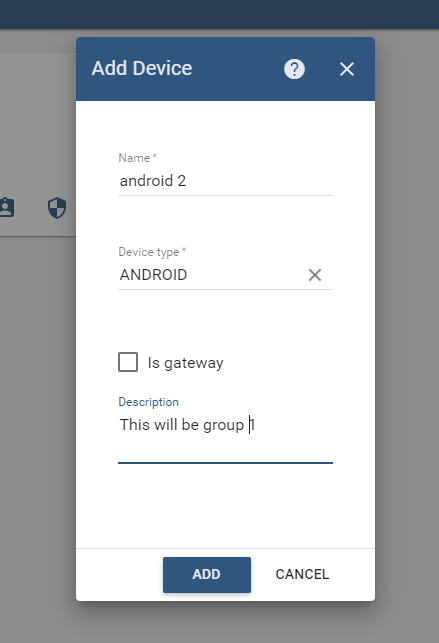 Add Device
Name *
android 2
Device type *
ANDROID
Is gateway
Description
This will be group 1
ADD CANCEL